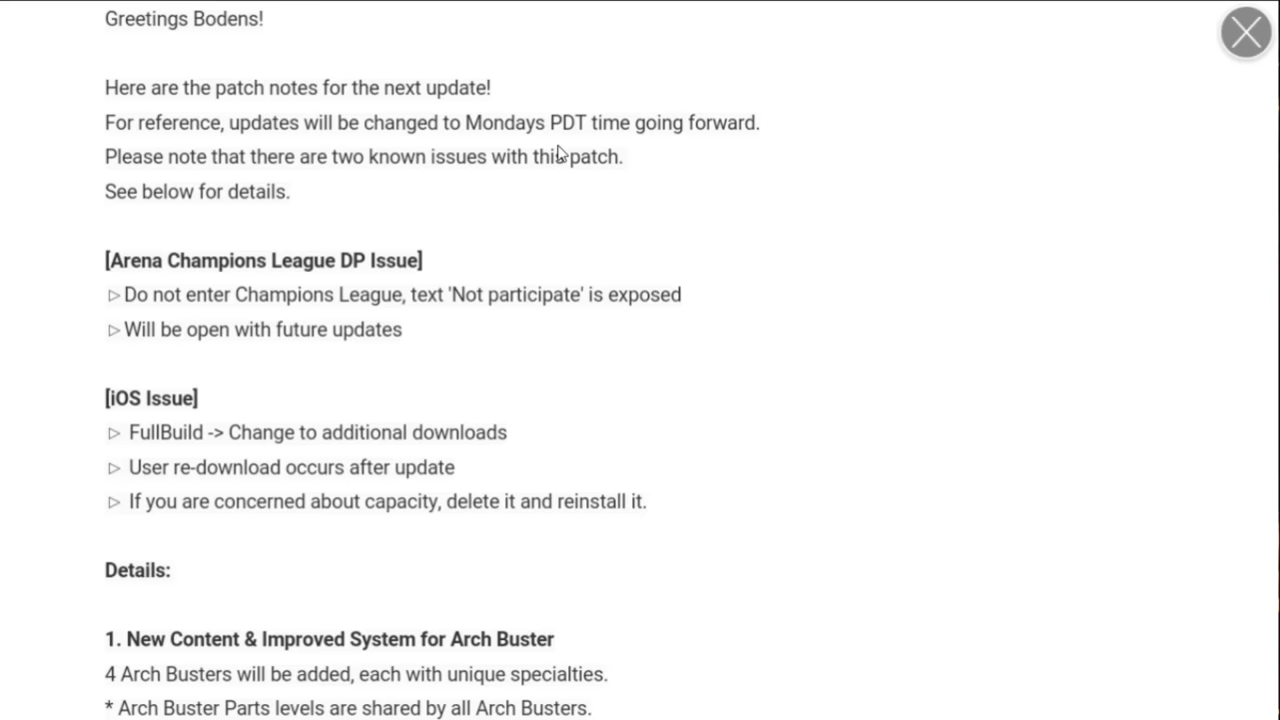 Greetings Bodens!
Here are the patch notes for the next update!
For reference, updates will be changed to Mondays PDT time going forward.
Please note that there are two known issues with this patch.
See below for details.
[Arena Champions League DP Issue]
▷Do not enter Champions League, text 'Not participate' is exposed
▷Will be open with future updates
[iOS Issue]
▷ FullBuild -> Change to additional downloads
▷ User re-download occurs after update
▷ If you are concerned about capacity, delete it and reinstall it.
Details:
1. New Content & Improved System for Arch Buster
4 Arch Busters will be added, each with unique specialties.
* Arch Buster Parts levels are shared by all Arch Busters.